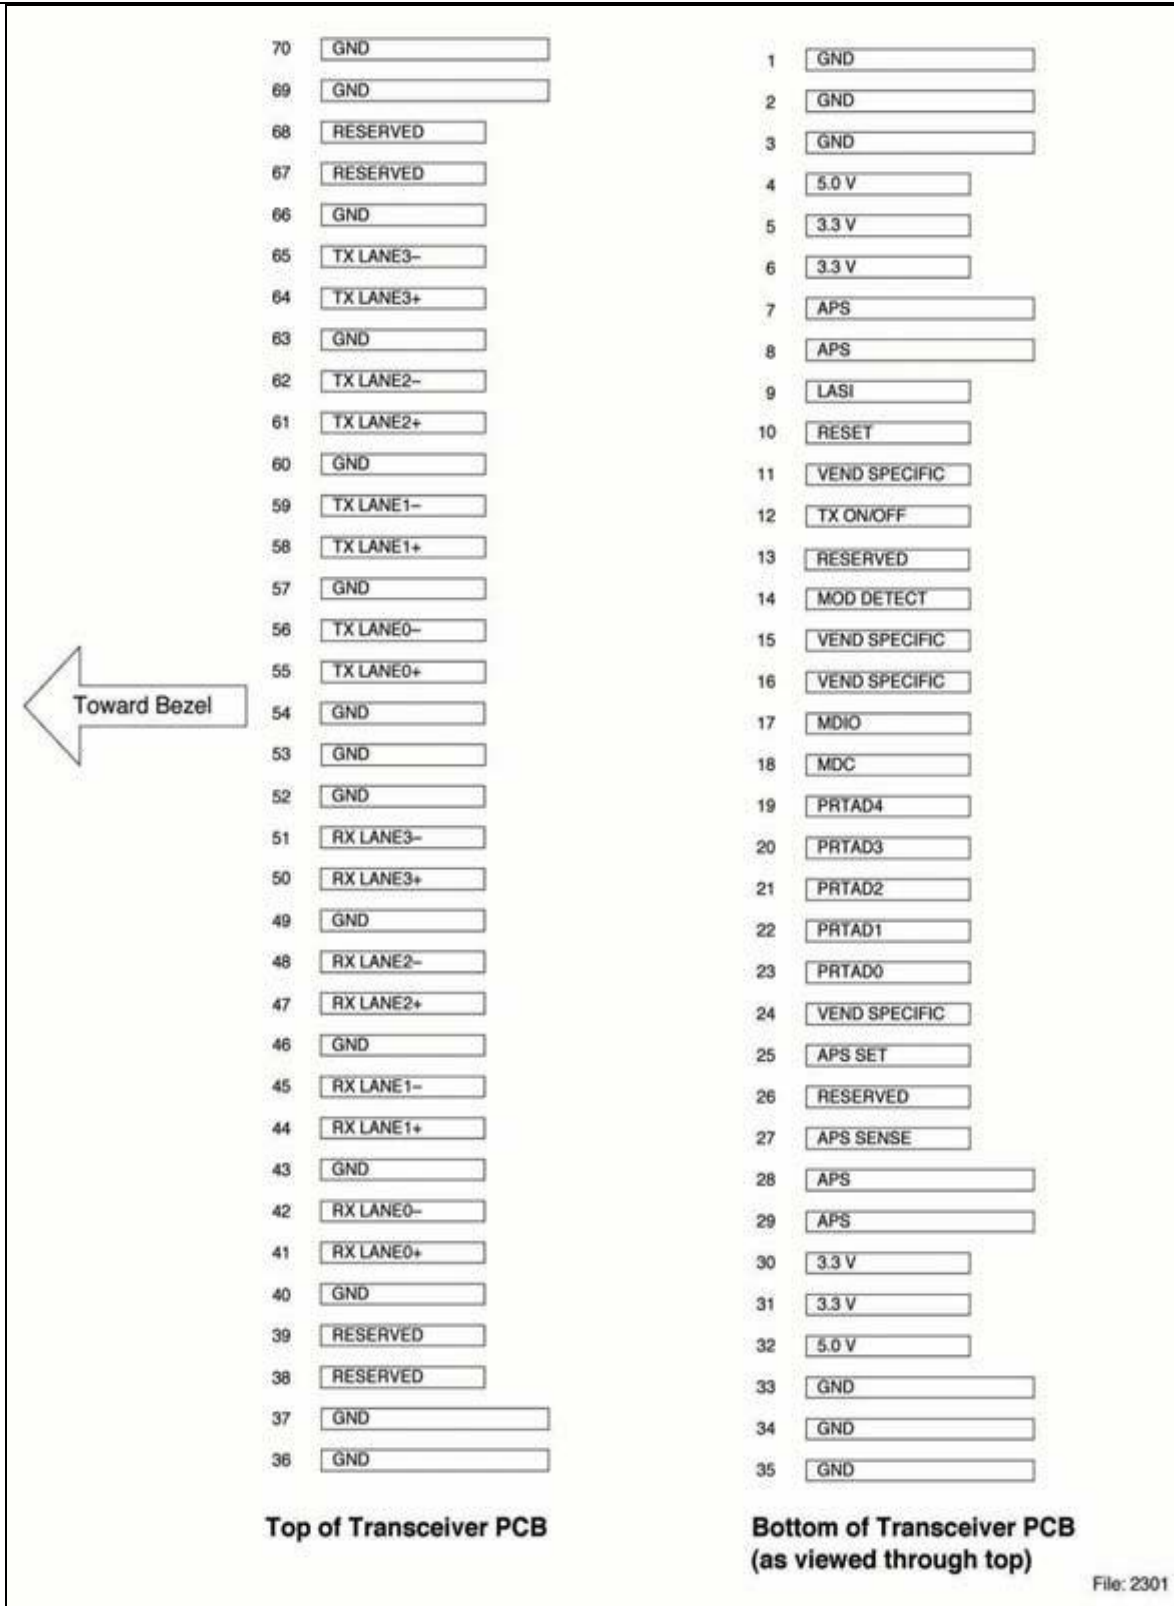 70 GND
69 GND
68 RESERVED
67 RESERVED
66 GND
65 TX LANE3–
64 TX LANE3+
63 GND
62 TX LANE2–
61 TX LANE2+
60 GND
59 TX LANE1–
58 TX LANE1+
57 GND
56 TX LANE0–
55 TX LANE0+
54 GND
53 GND
52 GND
51 RX LANE3–
50 RX LANE3+
49 GND
48 RX LANE2–
47 RX LANE2+
46 GND
45 RX LANE1–
44 RX LANE1+
43 GND
42 RX LANE0–
41 RX LANE0+
40 GND
39 RESERVED
38 RESERVED
37 GND
36 GND
Toward Bezel
Top of Transceiver PCB
1 GND
2 GND
3 GND
4 5.0 V
5 3.3 V
6 3.3 V
7 APS
8 APS
9 LASI
10 RESET
11 VEND SPECIFIC
12 TX ON/OFF
13 RESERVED
14 MOD DETECT
15 VEND SPECIFIC
16 VEND SPECIFIC
17 MDIO
18 MDC
19 PRTAD4
20 PRTAD3
21 PRTAD2
22 PRTAD1
23 PRTAD0
24 VEND SPECIFIC
25 APS SET
26 RESERVED
27 APS SENSE
28 APS
29 APS
30 3.3 V
31 3.3 V
32 5.0 V
33 GND
34 GND
35 GND
Bottom of Transceiver PCB
(as viewed through top)
File: 2301